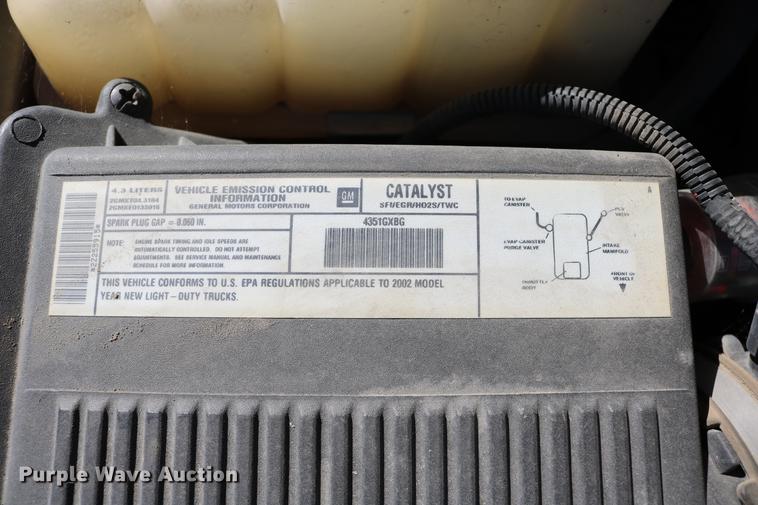 4.3 LITERS
2GMXT04.3184
2GMXE0133916
VEHICLE EMISSION CONTROL
INFORMATION
GENERAL MOTORS CORPORATION
GM
CATALYST
SFI/EGR/HO2S/TWC
SPARK PLUG GAP = 0.060 IN.
NOTE:
ENGINE SPARK TIMING AND IDLE SPEEDS ARE
AUTOMATICALLY CONTROLLED. DO NOT ATTEMPT
ADJUSTMENTS. SEE SERVICE MANUAL AND MAINTENANCE
SCHEDULE FOR MORE INFORMATION.
4351GXBG
THIS VEHICLE CONFORMS TO U.S. EPA REGULATIONS APPLICABLE TO 2002 MODEL
YEAR NEW LIGHT-DUTY TRUCKS.
A
TO EVAP
CANISTER
PCV
VALVE
EVAP CANISTER
PURGE VALVE
INTAKE
MANIFOLD
THROTTLE
BODY
FRONT OF
VEHICLE
Purple Wave Auction